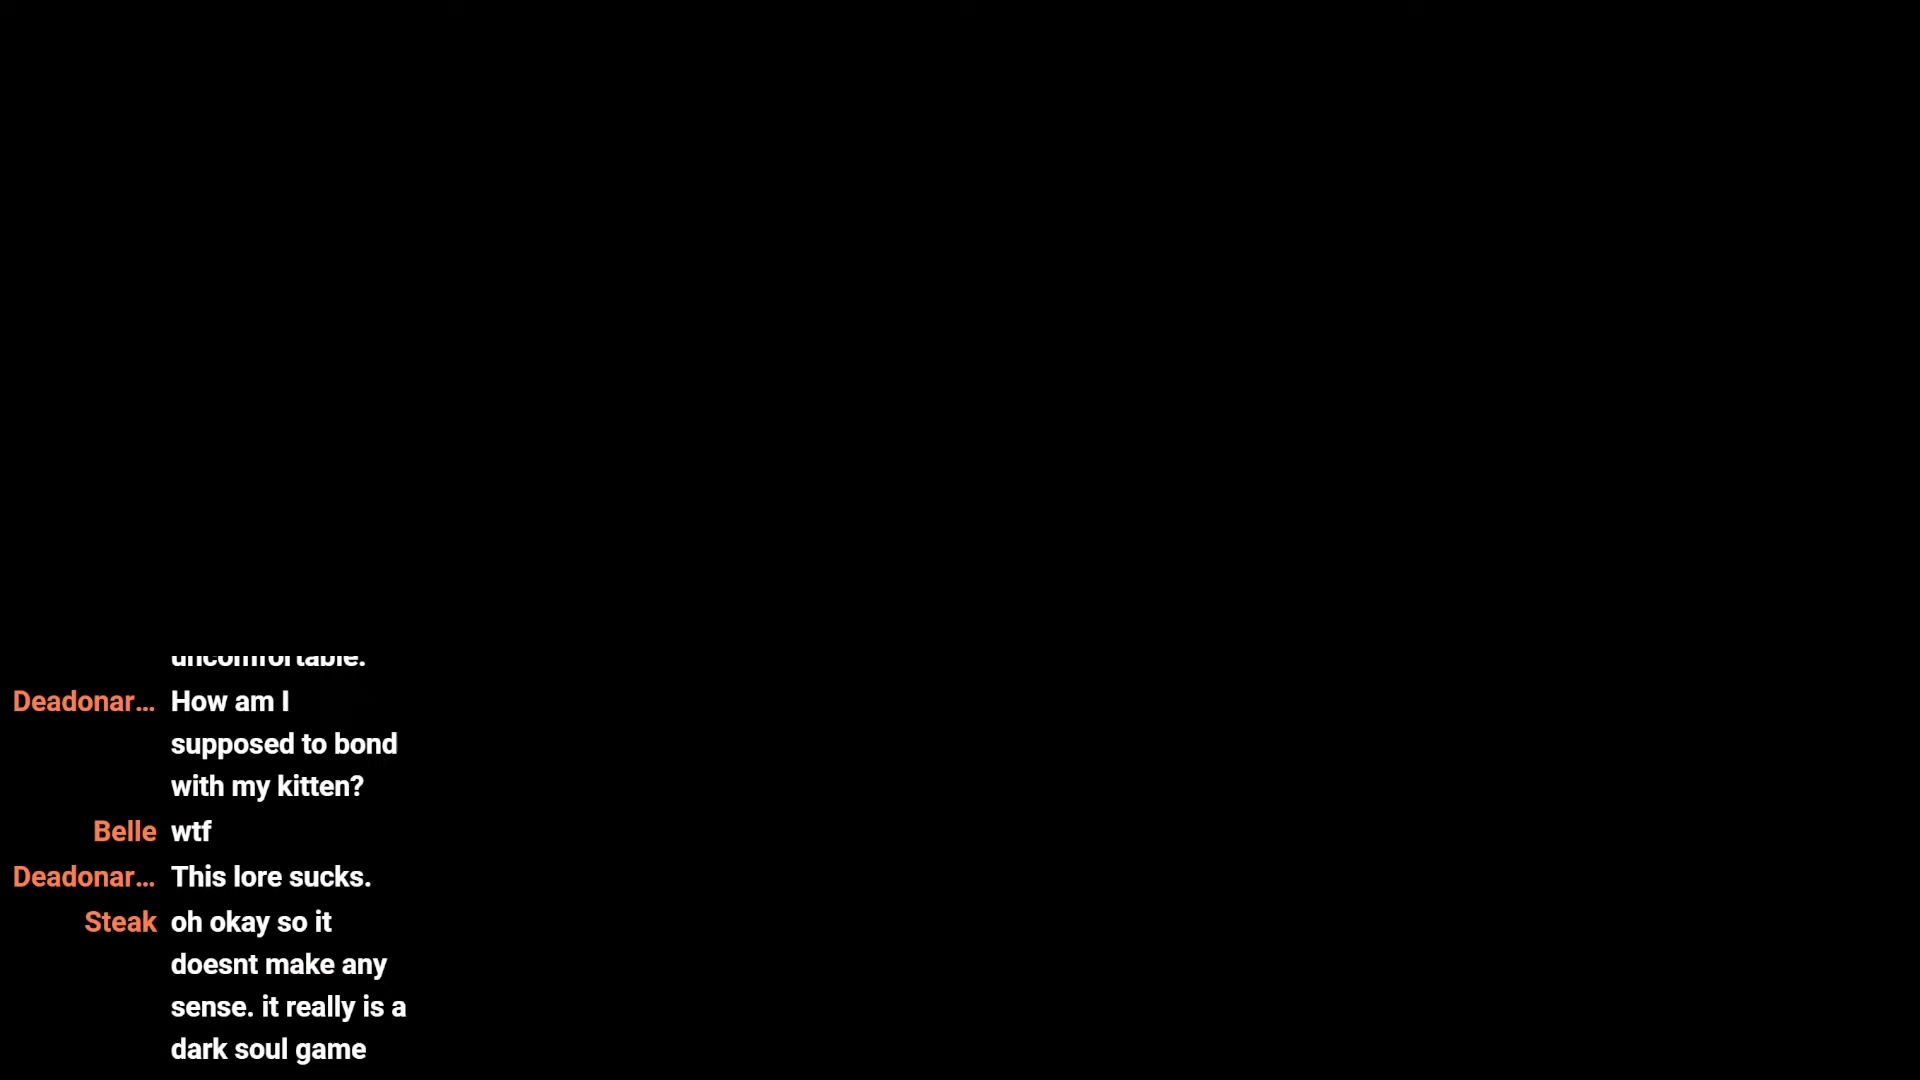 uncomfortable.
Deadonar... How am I
supposed to bond
with my kitten?
Belle wtf
Deadonar... This lore sucks.
Steak oh okay so it
doesnt make any
sense. it really is a
dark soul game